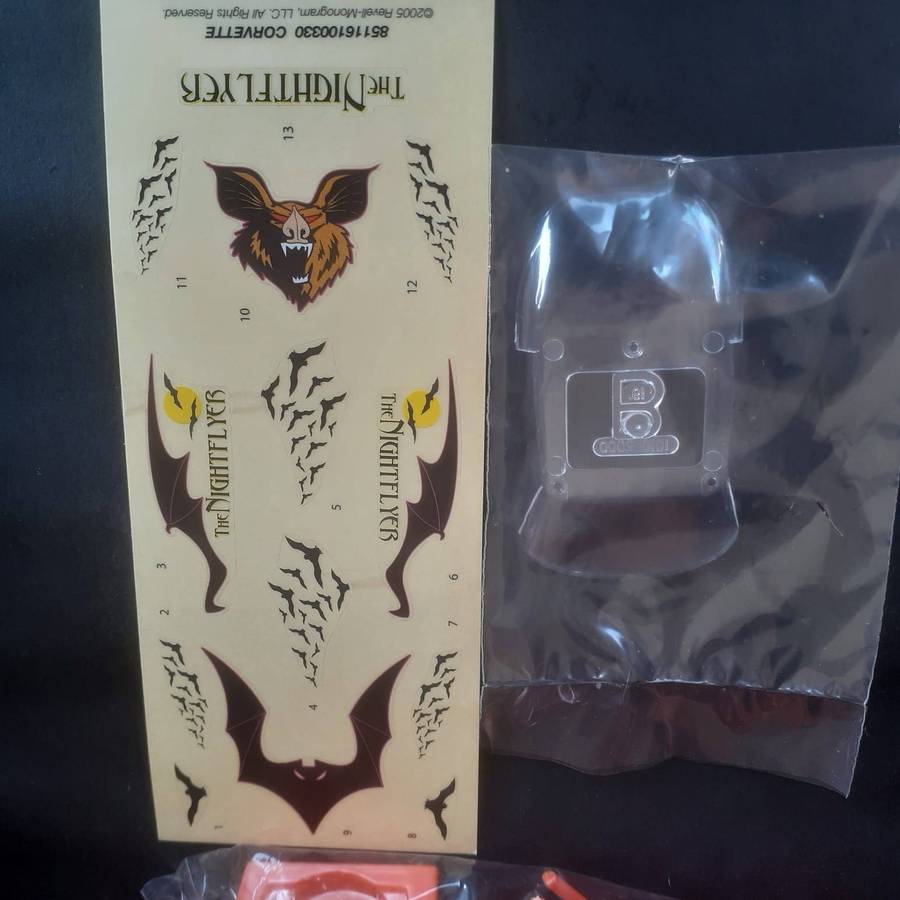 ©2005 Revell-Monogram, LLC. All Rights Reserved.
85116100330 CORVETTE
THE NIGHTFLYER
13
11
12
10
THE NIGHTFLYER
THE NIGHTFLYER
5
3
6
2
7
4
1
9
8
B